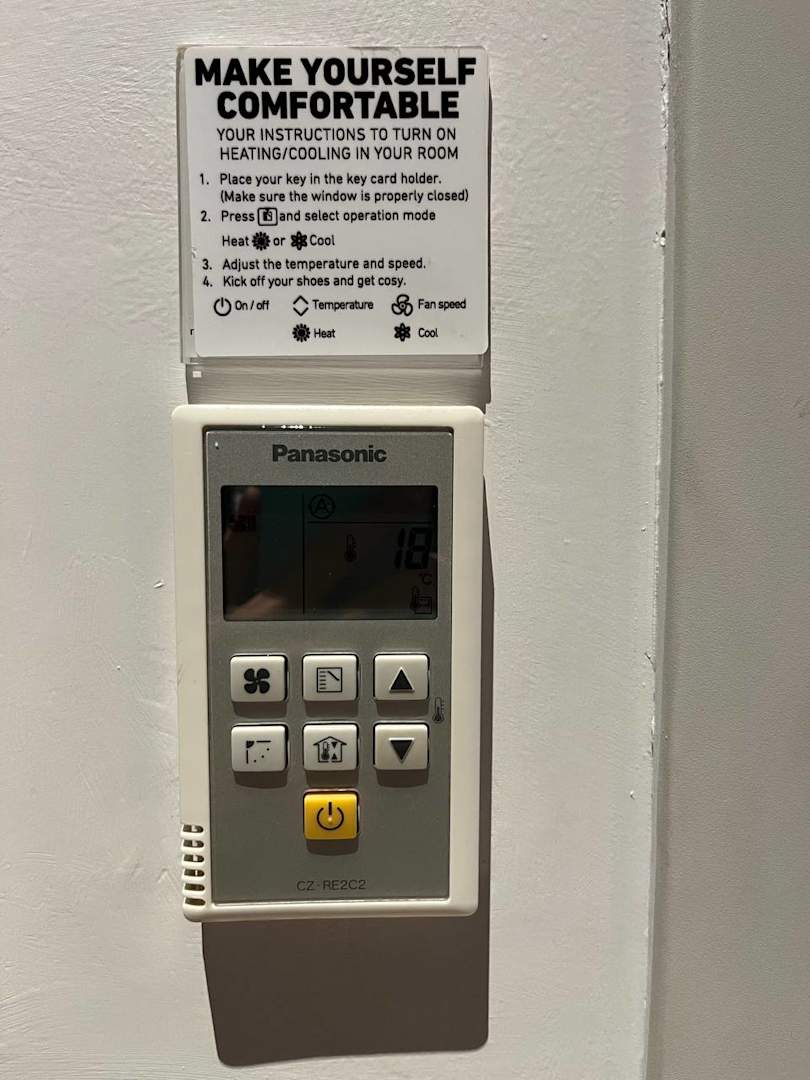 MAKE YOURSELF
COMFORTABLE
YOUR INSTRUCTIONS TO TURN ON
HEATING/COOLING IN YOUR ROOM
1. Place your key in the key card holder.
(Make sure the window is properly closed)
2. Press and select operation mode
Heat or Cool
3. Adjust the temperature and speed.
4. Kick off your shoes and get cosy.
On / off Temperature Fan speed
Heat Cool
Panasonic
A
18
°C
CZ-RE2C2